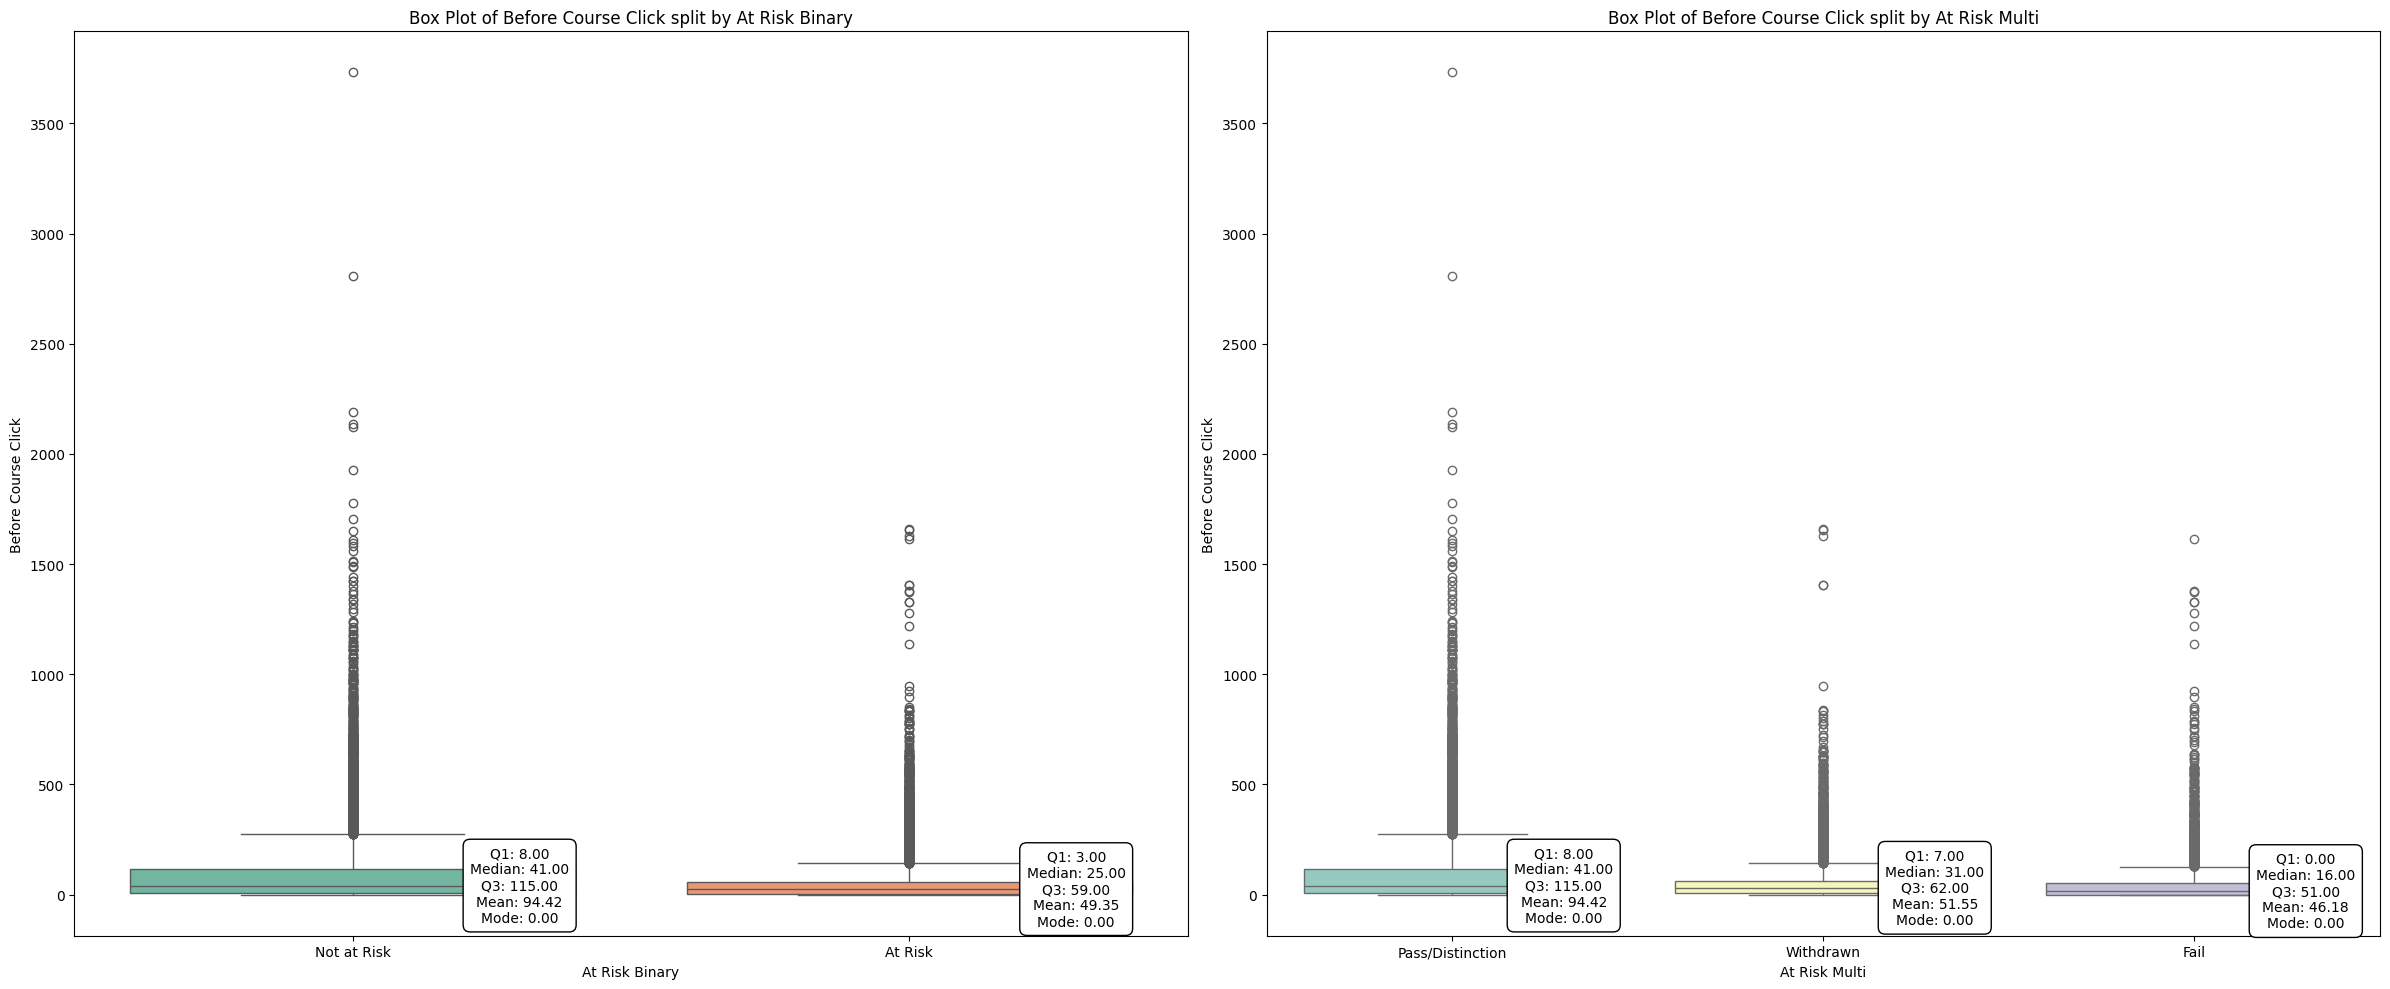 Box Plot of Before Course Click split by At Risk Binary
Before Course Click
3500
3000
2500
2000
1500
1000
500
0
Q1: 8.00
Median: 41.00
Q3: 115.00
Mean: 94.42
Mode: 0.00
Q1: 3.00
Median: 25.00
Q3: 59.00
Mean: 49.35
Mode: 0.00
Not at Risk
At Risk
At Risk Binary
Box Plot of Before Course Click split by At Risk Multi
Before Course Click
3500
3000
2500
2000
1500
1000
500
0
Q1: 8.00
Median: 41.00
Q3: 115.00
Mean: 94.42
Mode: 0.00
Q1: 7.00
Median: 31.00
Q3: 62.00
Mean: 51.55
Mode: 0.00
Q1: 0.00
Median: 16.00
Q3: 51.00
Mean: 46.18
Mode: 0.00
Pass/Distinction
Withdrawn
Fail
At Risk Multi